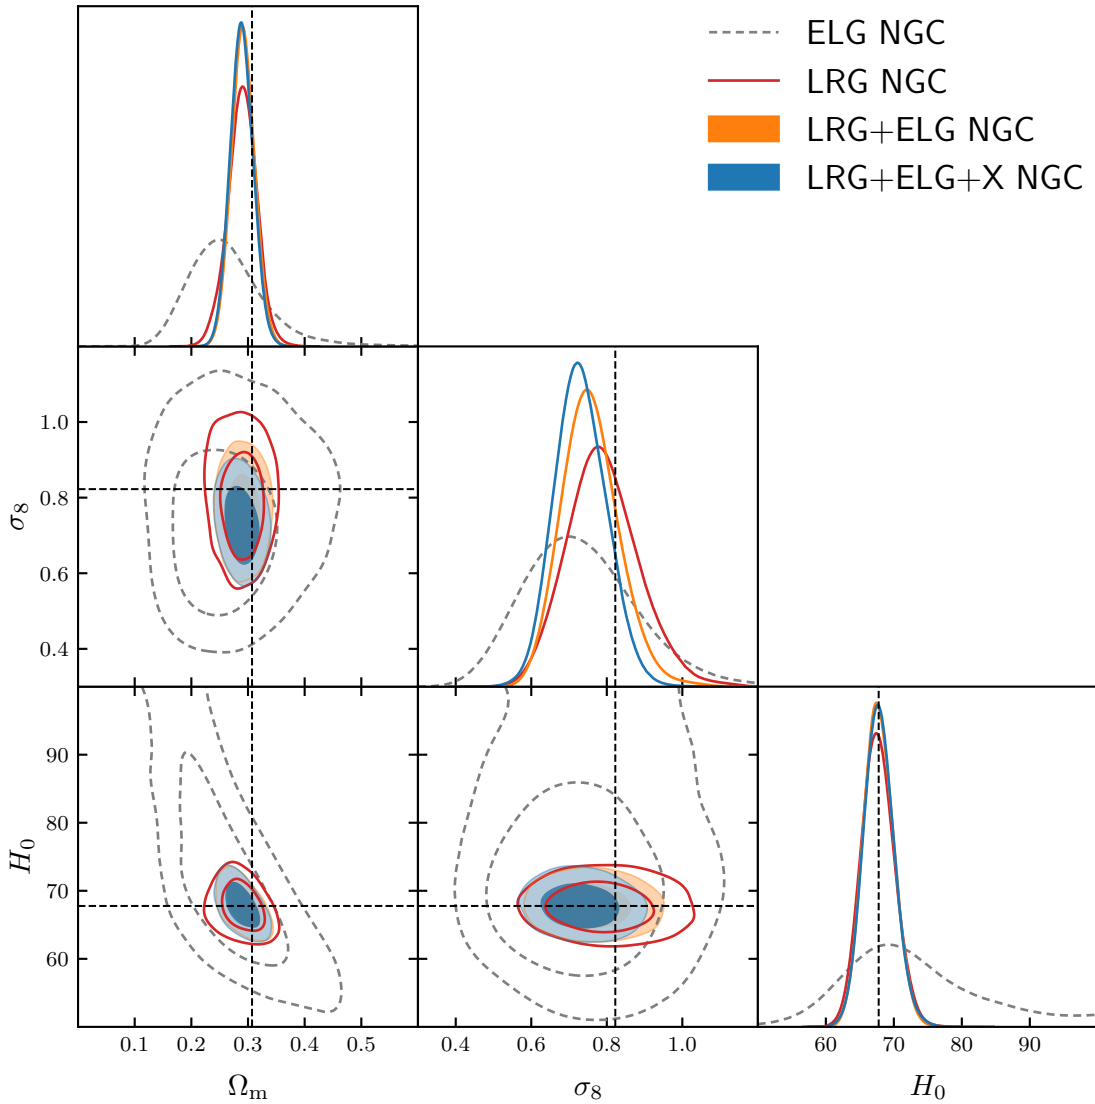 ELG NGC
LRG NGC
LRG+ELG NGC
LRG+ELG+X NGC
1.0
0.8
0.6
0.4
σ₈
90
80
70
60
H₀
0.1 0.2 0.3 0.4 0.5
0.4 0.6 0.8 1.0
60 70 80 90
Ωₘ σ₈ H₀